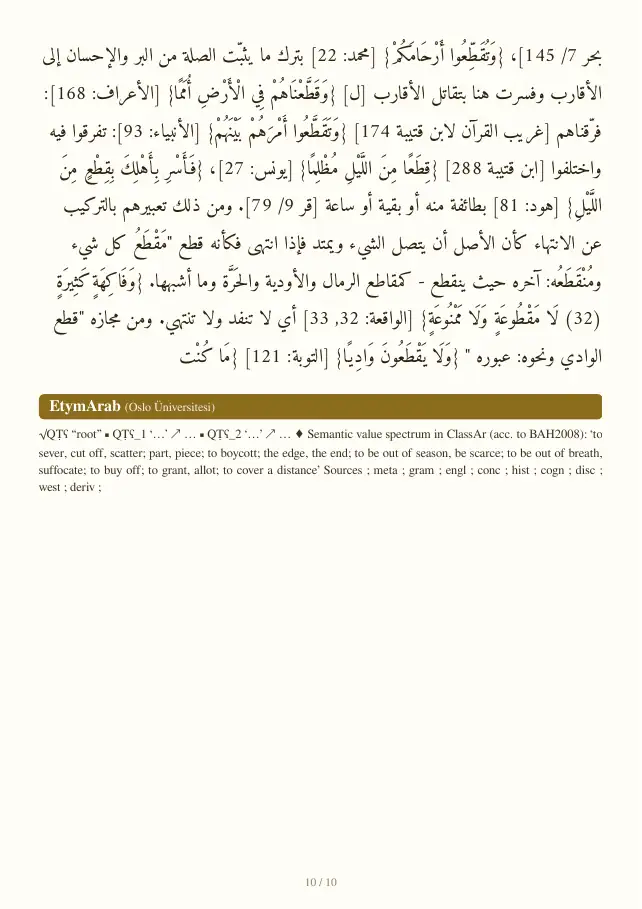 بحر 7/ 145]، {وَتُقَطِّعُوا أَرْحَامَكُمْ} [محمد: 22] بترك ما يثبّت الصلة من البر والإحسان إلى
الأقارب وفسرت هنا بتقاتل الأقارب [ل] {وَقَطَّعْنَاهُمْ فِي الْأَرْضِ أُمَمًا} [الأعراف: 168]:
فرّقناهم [غريب القرآن لابن قتيبة 174] {وَتَقَطَّعُوا أَمْرَهُمْ بَيْنَهُمْ} [الأنبياء: 93]: تفرقوا فيه
واختلفوا [ابن قتيبة 288] {قِطَعًا مِنَ اللَّيْلِ مُظْلِمًا} [يونس: 27]، {فَأَسْرِ بِأَهْلِكَ بِقِطْعٍ مِنَ
اللَّيْلِ} [هود: 81] بطائفة منه أو بقية أو ساعة [قر 9/ 79]. ومن ذلك تعبيرهم بالتركيب
عن الانتهاء كأن الأصل أن يتصل الشيء ويمتد فإذا انتهى فكأنه قطع "مَقْطَعُ كل شيء
ومُنْقَطَعُه: آخره حيث ينقطع - كمقاطع الرمال والأودية والحَرَّة وما أشبهها. {وَفَاكِهَةٍ كَثِيرَةٍ
(32) لَا مَقْطُوعَةٍ وَلَا مَمْنُوعَةٍ} [الواقعة: 32, 33] أي لا تنفد ولا تنتهي. ومن مجازه "قطع
الوادي ونحوه: عبوره " {وَلَا يَقْطَعُونَ وَادِيًا} [التوبة: 121] {مَا كُنْت
EtymArab (Oslo Üniversitesi)
√QṬʕ “root” ▪ QṬʕ_1 ‘…’ ↗ … ▪ QṬʕ_2 ‘…’ ↗ … ♦ Semantic value spectrum in ClassAr (acc. to BAH2008): ‘to
sever, cut off, scatter; part, piece; to boycott; the edge, the end; to be out of season, be scarce; to be out of breath,
suffocate; to buy off; to grant, allot; to cover a distance’ Sources ; meta ; gram ; engl ; conc ; hist ; cogn ; disc ;
west ; deriv ;
10 / 10